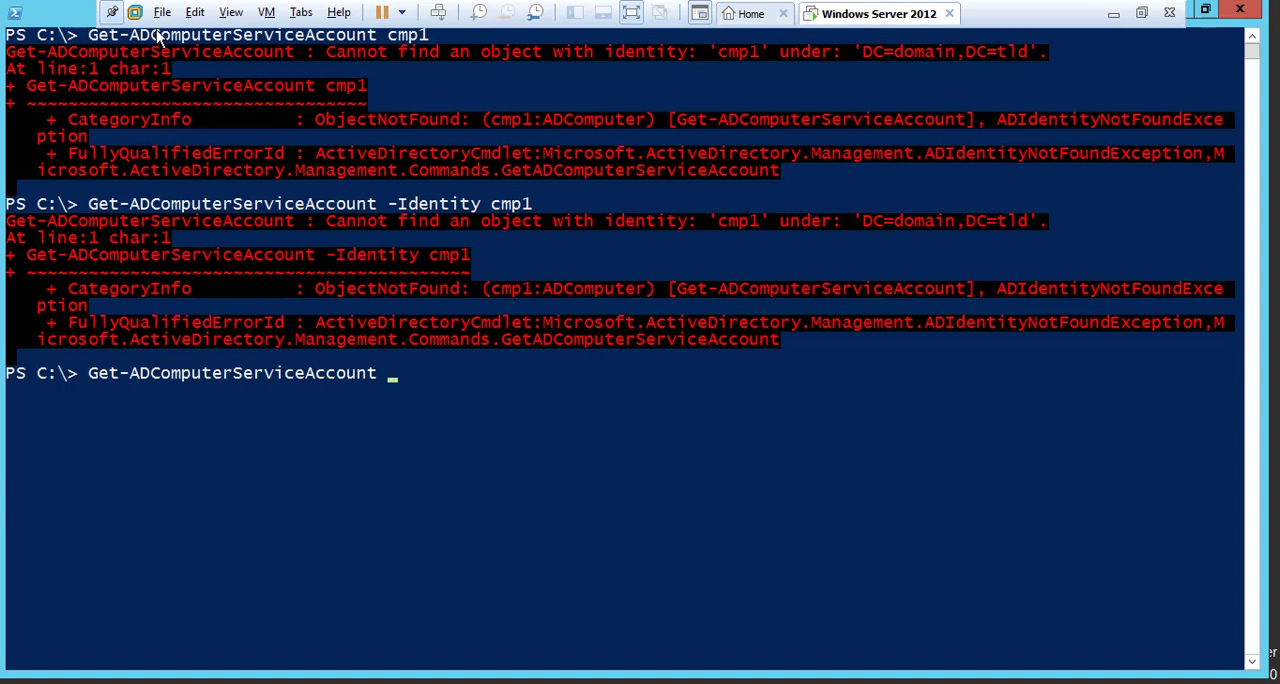 File Edit View VM Tabs Help Home Windows Server 2012
PS C:\> Get-ADComputerServiceAccount cmp1
Get-ADComputerServiceAccount : Cannot find an object with identity: 'cmp1' under: 'DC=domain,DC=tld'.
At line:1 char:1
+ Get-ADComputerServiceAccount cmp1
+ ~~~~~~~~~~~~~~~~~~~~~~~~~~~~~~~~~
+ CategoryInfo : ObjectNotFound: (cmp1:ADComputer) [Get-ADComputerServiceAccount], ADIdentityNotFoundExce
ption
+ FullyQualifiedErrorId : ActiveDirectoryCmdlet:Microsoft.ActiveDirectory.Management.ADIdentityNotFoundException,M
icrosoft.ActiveDirectory.Management.Commands.GetADComputerServiceAccount
PS C:\> Get-ADComputerServiceAccount -Identity cmp1
Get-ADComputerServiceAccount : Cannot find an object with identity: 'cmp1' under: 'DC=domain,DC=tld'.
At line:1 char:1
+ Get-ADComputerServiceAccount -Identity cmp1
+ ~~~~~~~~~~~~~~~~~~~~~~~~~~~~~~~~~~~~~~~~~~~
+ CategoryInfo : ObjectNotFound: (cmp1:ADComputer) [Get-ADComputerServiceAccount], ADIdentityNotFoundExce
ption
+ FullyQualifiedErrorId : ActiveDirectoryCmdlet:Microsoft.ActiveDirectory.Management.ADIdentityNotFoundException,M
icrosoft.ActiveDirectory.Management.Commands.GetADComputerServiceAccount
PS C:\> Get-ADComputerServiceAccount